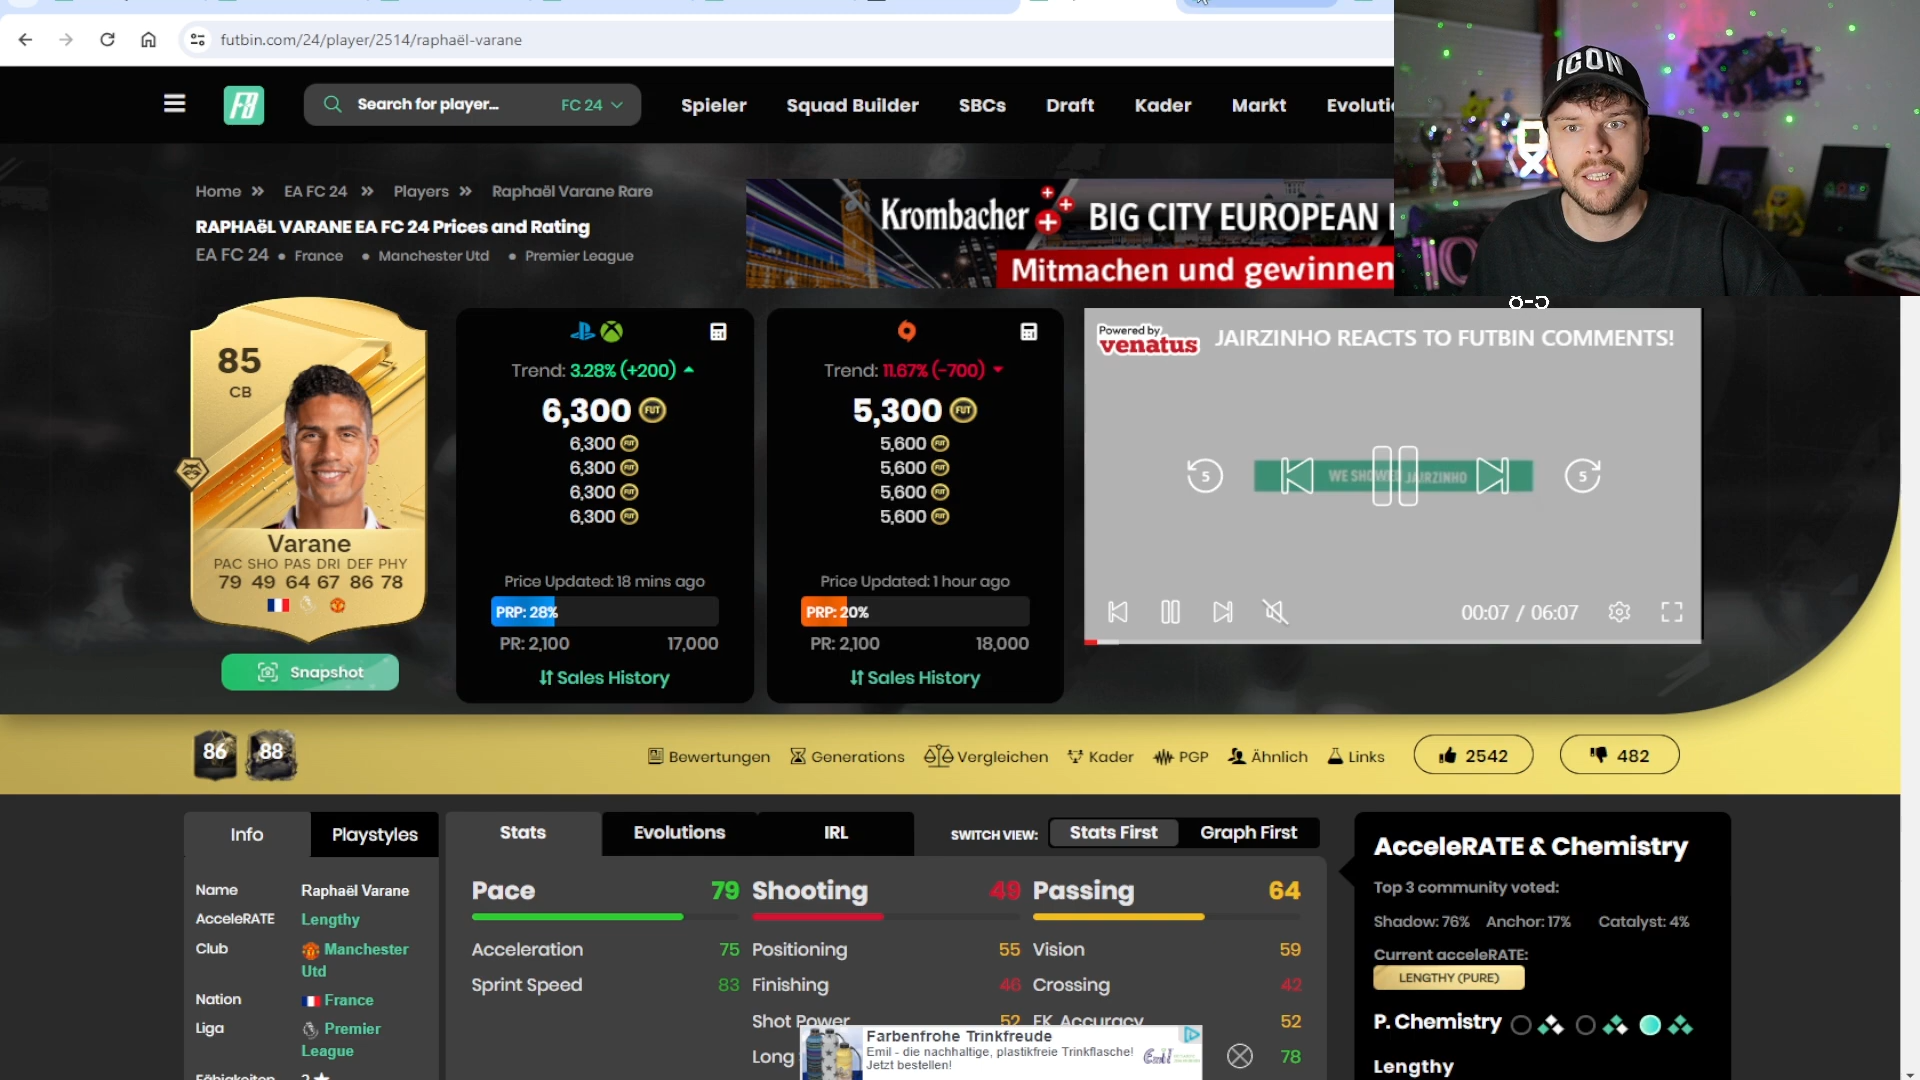 futbin.com/24/player/2514/raphaël-varane
Search for player...
FC 24
Spieler
Squad Builder
SBCs
Draft
Kader
Markt
ICON
Home » EA FC 24 » Players » Raphaël Varane Rare
RAPHAëL VARANE EA FC 24 Prices and Rating
EA FC 24 • France • Manchester Utd • Premier League
Krombacher
BIG CITY EUROPEAN
Mitmachen und gewinnen
8-5
85
CB
Varane
PAC SHO PAS DRI DEF PHY
79 49 64 67 86 78
Snapshot
Trend: 3.28% (+200)
6,300
6,300
6,300
6,300
6,300
Price Updated: 18 mins ago
PRP: 28%
PR: 2,100 17,000
Sales History
Trend: 11.67% (-700)
5,300
5,600
5,600
5,600
5,600
Price Updated: 1 hour ago
PRP: 20%
PR: 2,100 18,000
Sales History
Powered by
venatus
JAIRZINHO REACTS TO FUTBIN COMMENTS!
WE SHOWED JAIRZINHO
5
5
00:07 / 06:07
86
88
Bewertungen
Generations
Vergleichen
Kader
PGP
Ähnlich
Links
2542
482
Info
Playstyles
Name Raphaël Varane
AcceleRATE Lengthy
Club Manchester
Utd
Nation France
Liga Premier
League
Stats
Evolutions
IRL
SWITCH VIEW:
Stats First
Graph First
Pace 79
Acceleration 75
Sprint Speed 83
Shooting 49
Positioning 55
Finishing 46
Shot Power 52
Long
Passing 64
Vision 59
Crossing 42
FK Accuracy 52
78
Farbenfrohe Trinkfreude
Emil - die nachhaltige, plastikfreie Trinkflasche!
Jetzt bestellen!
Emil
AcceleRATE & Chemistry
Top 3 community voted:
Shadow: 76% Anchor: 17% Catalyst: 4%
Current acceleRATE:
LENGTHY (PURE)
P. Chemistry
Lengthy